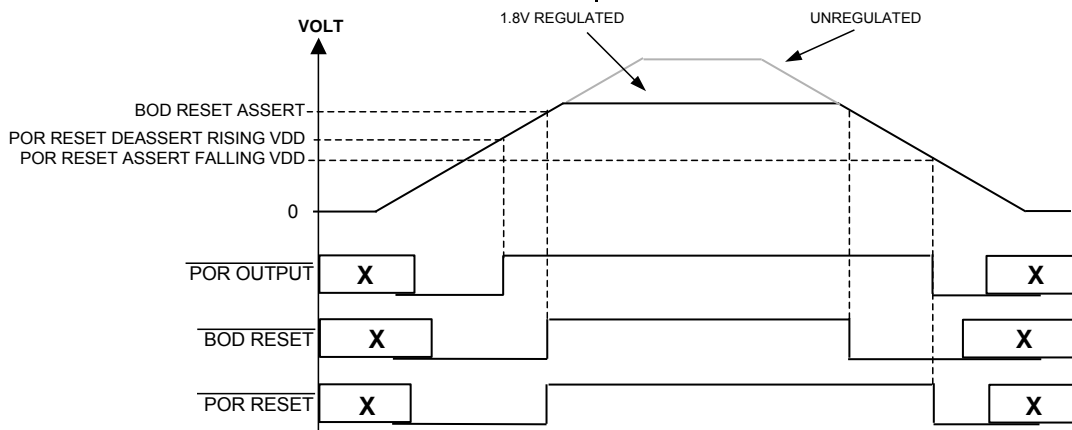 1.8V REGULATED
UNREGULATED
VOLT
BOD RESET ASSERT
POR RESET DEASSERT RISING VDD
POR RESET ASSERT FALLING VDD
0
POR OUTPUT
X
X
BOD RESET
X
X
POR RESET
X
X